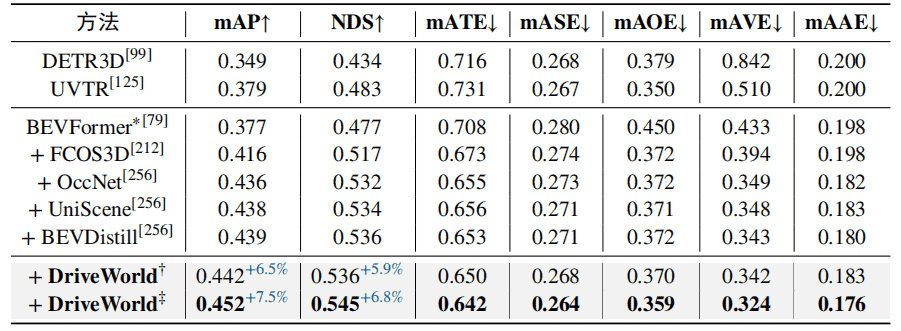 方法 mAP↑ NDS↑ mATE↓ mASE↓ mAOE↓ mAVE↓ mAAE↓
DETR3D[99] 0.349 0.434 0.716 0.268 0.379 0.842 0.200
UVTR[125] 0.379 0.483 0.731 0.267 0.350 0.510 0.200
BEVFormer*[79] 0.377 0.477 0.708 0.280 0.450 0.433 0.198
+ FCOS3D[212] 0.416 0.517 0.673 0.274 0.372 0.394 0.198
+ OccNet[256] 0.436 0.532 0.655 0.273 0.372 0.349 0.182
+ UniScene[256] 0.438 0.534 0.656 0.271 0.371 0.348 0.183
+ BEVDistill[256] 0.439 0.536 0.653 0.271 0.372 0.343 0.180
+ DriveWorld† 0.442+6.5% 0.536+5.9% 0.650 0.268 0.370 0.342 0.183
+ DriveWorld‡ 0.452+7.5% 0.545+6.8% 0.642 0.264 0.359 0.324 0.176